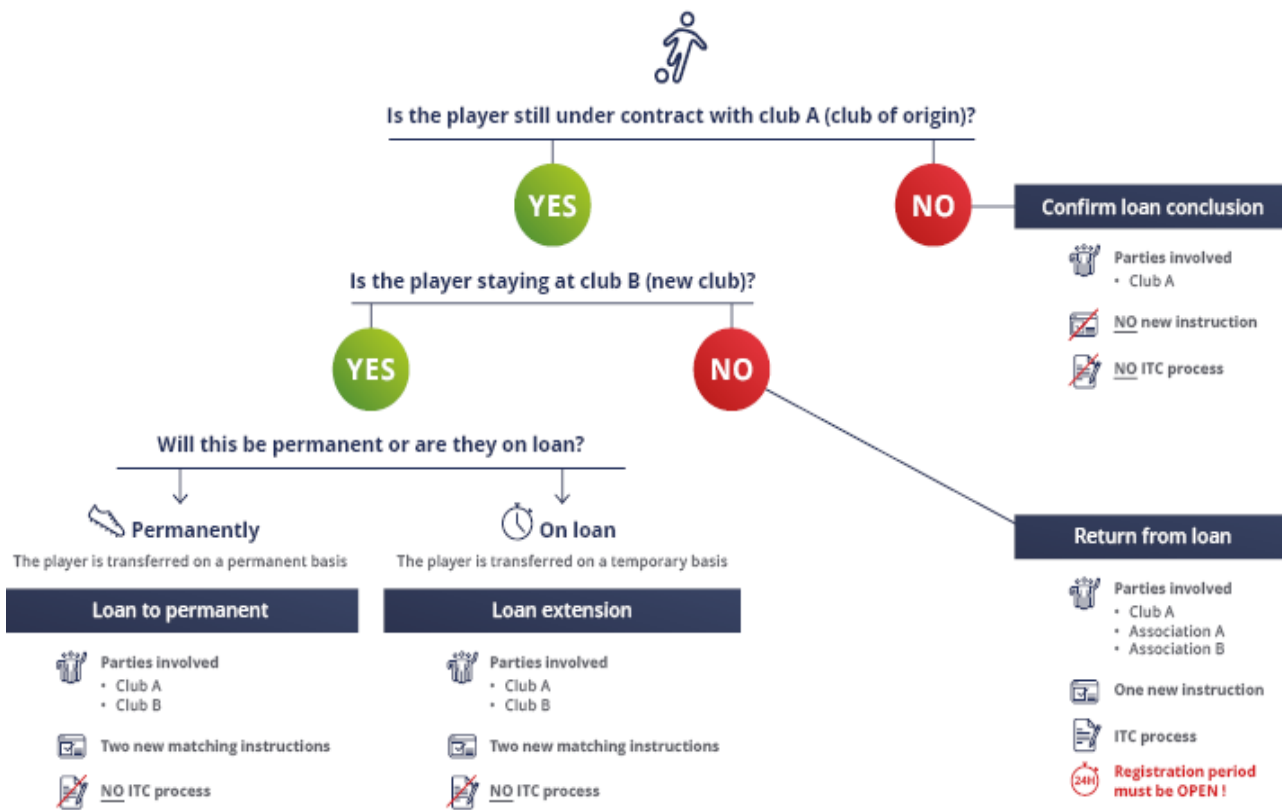 Is the player still under contract with club A (club of origin)?
YES
NO
Confirm loan conclusion
Parties involved
• Club A
NO new instruction
NO ITC process
Is the player staying at club B (new club)?
YES
NO
Will this be permanent or are they on loan?
Permanently
The player is transferred on a permanent basis
Loan to permanent
Parties involved
• Club A
• Club B
Two new matching instructions
NO ITC process
On loan
The player is transferred on a temporary basis
Loan extension
Parties involved
• Club A
• Club B
Two new matching instructions
NO ITC process
Return from loan
Parties involved
• Club A
• Association A
• Association B
One new instruction
ITC process
24H
Registration period
must be OPEN !